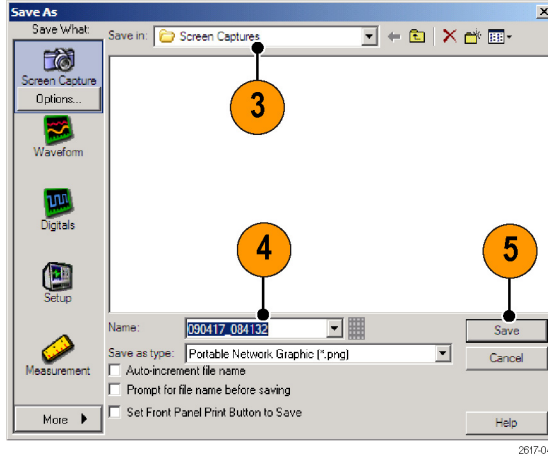 Save As
Save What:
Save in: Screen Captures
Screen Capture
Options...
3
Waveform
Digitals
4
5
Setup
Name: 090417_084132
Save
Save as type: Portable Network Graphic (*.png)
Cancel
Measurement
Auto-increment file name
Prompt for file name before saving
Set Front Panel Print Button to Save
More
Help